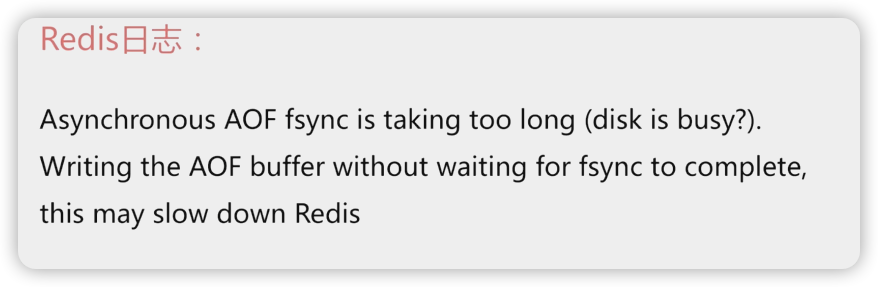 Redis日志：
Asynchronous AOF fsync is taking too long (disk is busy?).
Writing the AOF buffer without waiting for fsync to complete,
this may slow down Redis